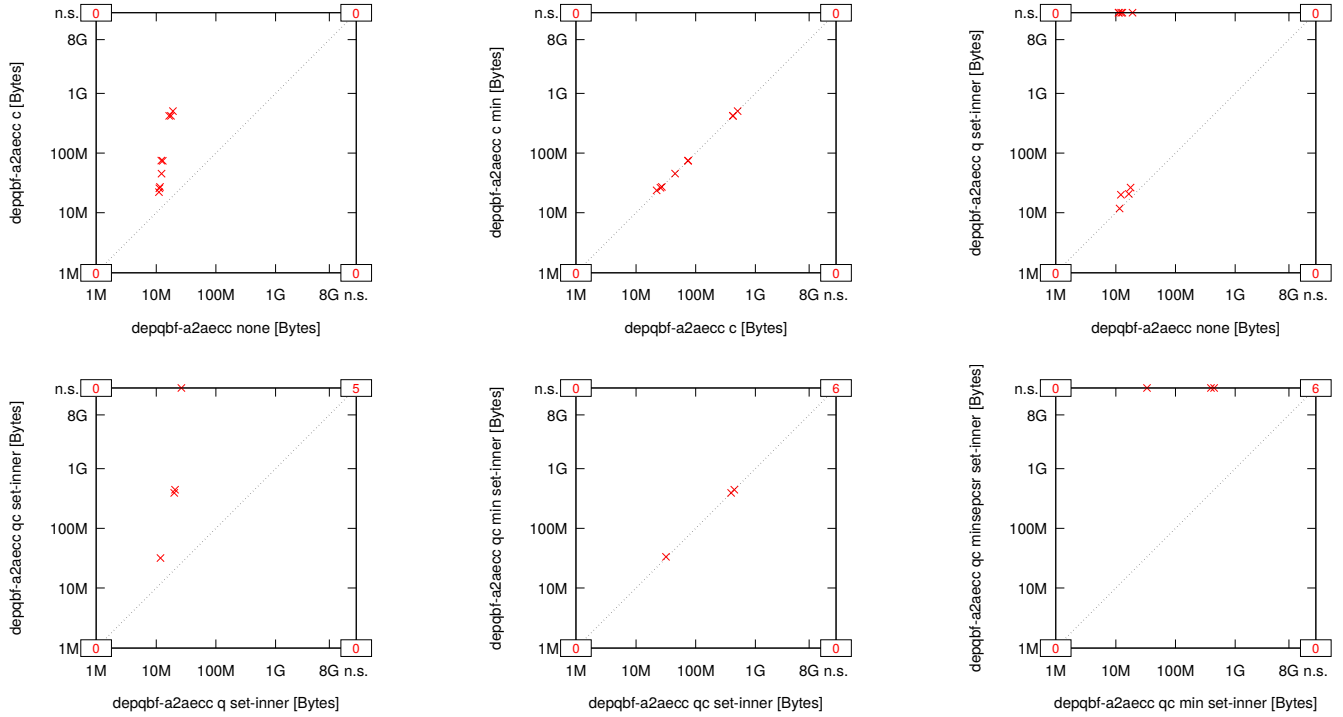 n.s. 0 0
8G
1G
100M
10M
1M 0 0
1M 10M 100M 1G 8G n.s.
depqbf-a2aecc c [Bytes]
depqbf-a2aecc none [Bytes]
n.s. 0 0
8G
1G
100M
10M
1M 0 0
1M 10M 100M 1G 8G n.s.
depqbf-a2aecc c min [Bytes]
depqbf-a2aecc c [Bytes]
n.s. 0 0
8G
1G
100M
10M
1M 0 0
1M 10M 100M 1G 8G n.s.
depqbf-a2aecc q set-inner [Bytes]
depqbf-a2aecc none [Bytes]
n.s. 0 5
8G
1G
100M
10M
1M 0 0
1M 10M 100M 1G 8G n.s.
depqbf-a2aecc qc set-inner [Bytes]
depqbf-a2aecc q set-inner [Bytes]
n.s. 0 6
8G
1G
100M
10M
1M 0 0
1M 10M 100M 1G 8G n.s.
depqbf-a2aecc qc min set-inner [Bytes]
depqbf-a2aecc qc set-inner [Bytes]
n.s. 0 6
8G
1G
100M
10M
1M 0 0
1M 10M 100M 1G 8G n.s.
depqbf-a2aecc qc minsepcsr set-inner [Bytes]
depqbf-a2aecc qc min set-inner [Bytes]